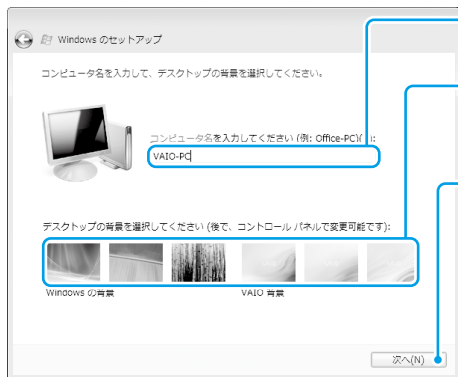 Windows のセットアップ
コンピュータ名を入力して、デスクトップの背景を選択してください。
コンピュータ名を入力してください (例: Office-PC)( ):
VAIO-PC
デスクトップの背景を選択してください (後で、コントロール パネルで変更可能です):
Windows の背景
VAIO 背景
次へ(N)